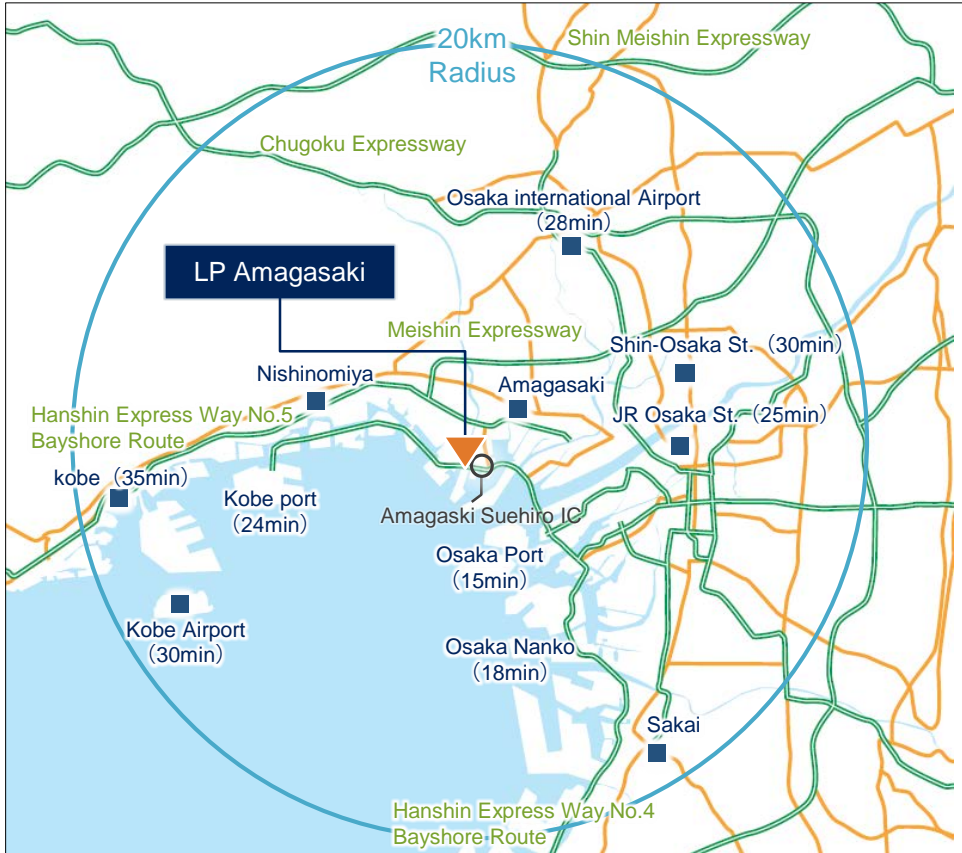 20km
Radius
Shin Meishin Expressway
Chugoku Expressway
Osaka international Airport
（28min）
LP Amagasaki
Meishin Expressway
Shin-Osaka St.（30min）
Nishinomiya
Amagasaki
JR Osaka St.（25min）
Hanshin Express Way No.5
Bayshore Route
kobe（35min）
Kobe port
（24min）
Amagaski Suehiro IC
Osaka Port
（15min）
Kobe Airport
（30min）
Osaka Nanko
（18min）
Sakai
Hanshin Express Way No.4
Bayshore Route